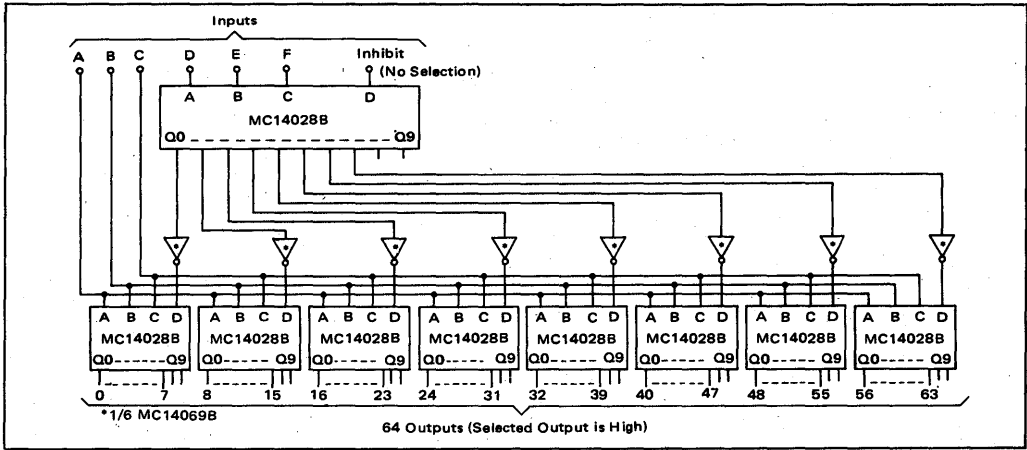 Inputs
A B C D E F Inhibit
(No Selection)
A B C D
MC14028B
Q0 Q9
A B C D A B C D A B C D A B C D A B C D A B C D A B C D A B C D
MC14028B MC14028B MC14028B MC14028B MC14028B MC14028B MC14028B MC14028B
Q0 Q9 Q0 Q9 Q0 Q9 Q0 Q9 Q0 Q9 Q0 Q9 Q0 Q9 Q0 Q9
0 7 8 15 16 23 24 31 32 39 40 47 48 55 56 63
*1/6 MC14069B
64 Outputs (Selected Output is High)